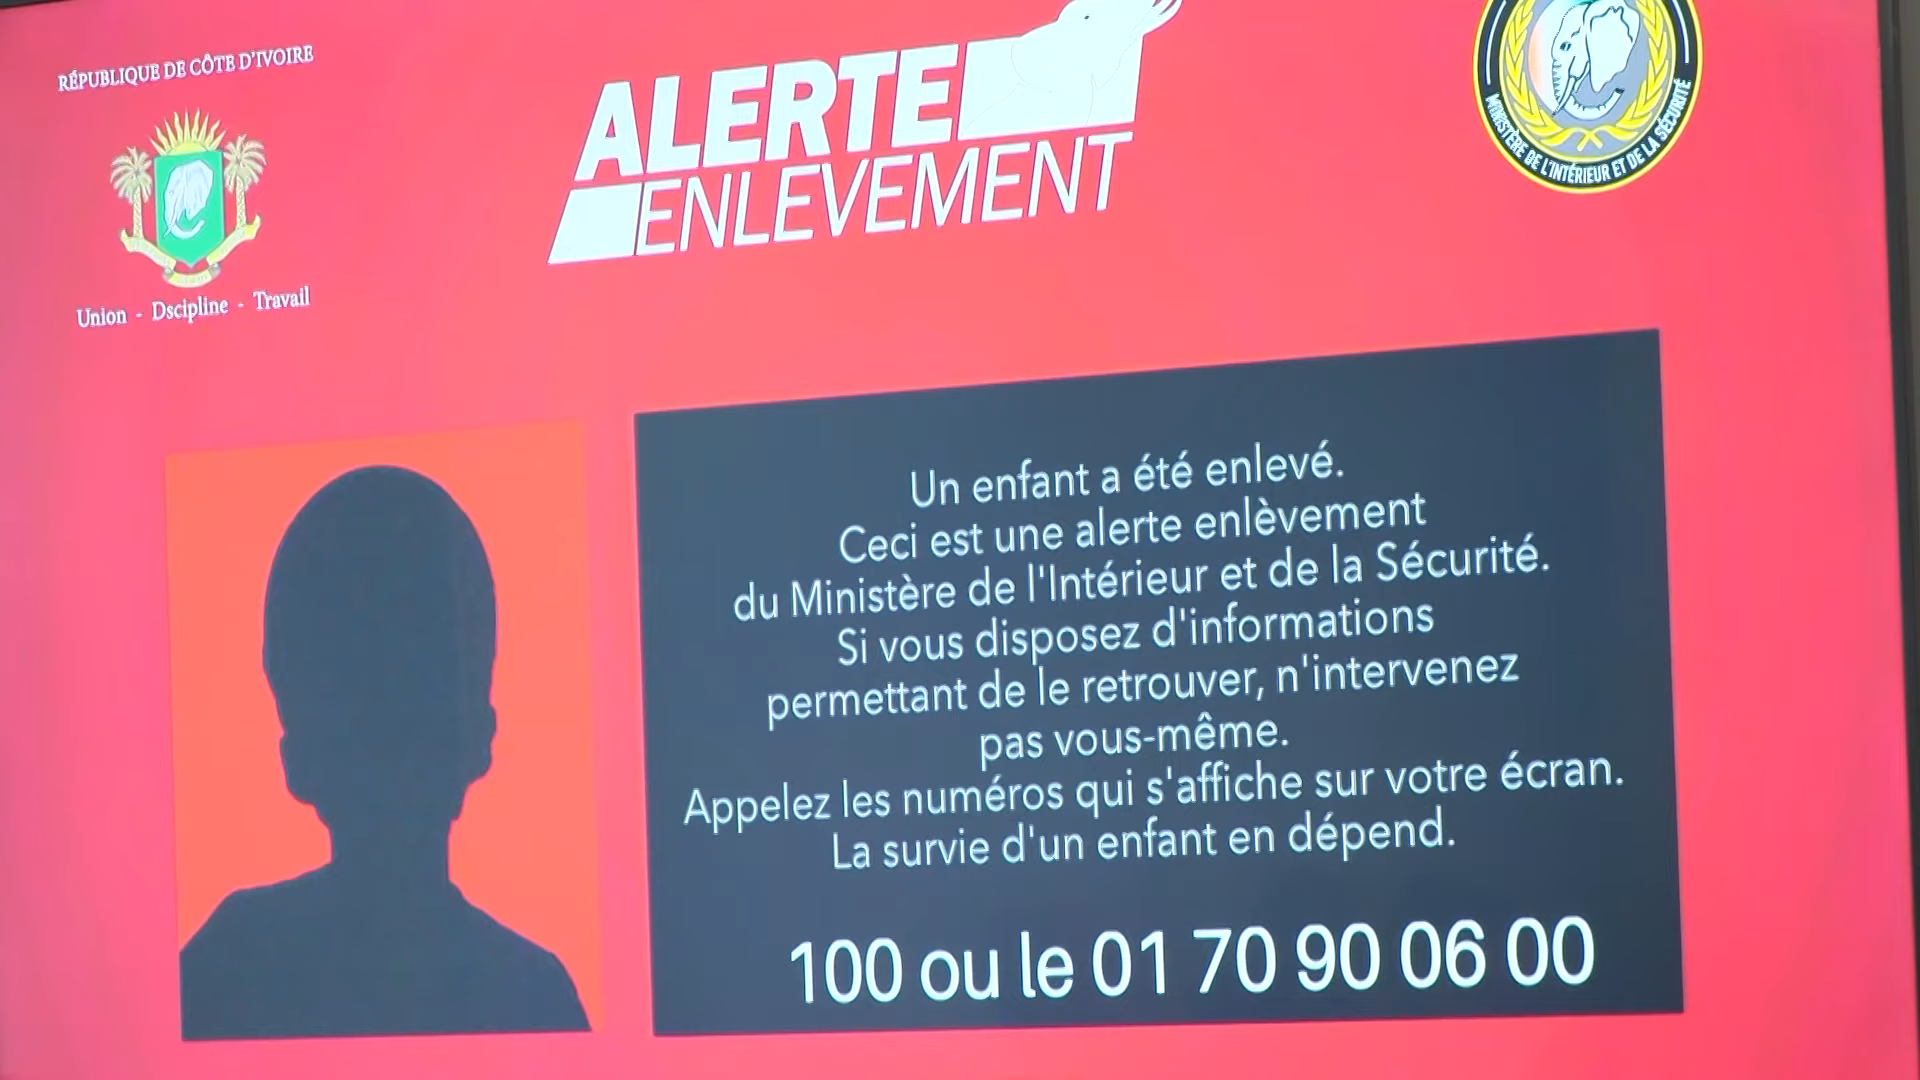 RÉPUBLIQUE DE CÔTE D'IVOIRE
Union - Dscipline - Travail
ALERTE
ENLEVEMENT
MINISTÈRE DE L'INTÉRIEUR ET DE LA SÉCURITÉ
Un enfant a été enlevé.
Ceci est une alerte enlèvement
du Ministère de l'Intérieur et de la Sécurité.
Si vous disposez d'informations
permettant de le retrouver, n'intervenez
pas vous-même.
Appelez les numéros qui s'affiche sur votre écran.
La survie d'un enfant en dépend.
100 ou le 01 70 90 06 00